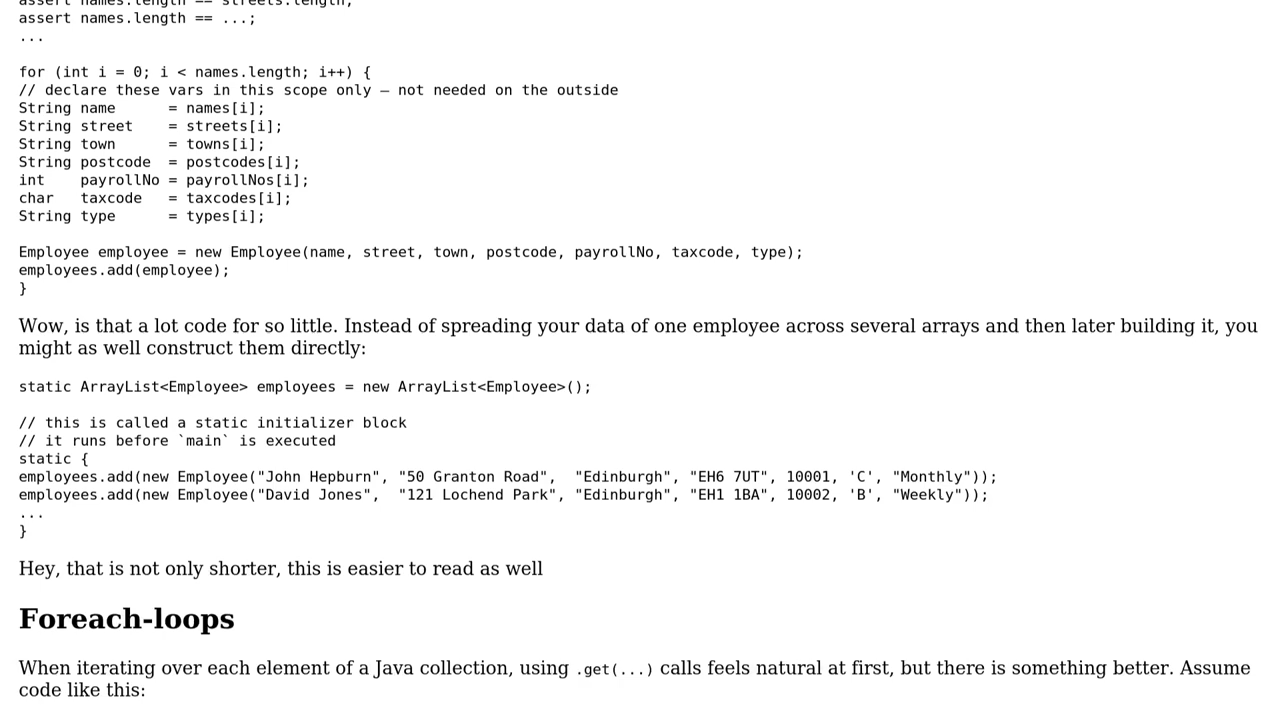 assert names.length == streets.length;
assert names.length == ...;
...
for (int i = 0; i < names.length; i++) {
// declare these vars in this scope only – not needed on the outside
String name      = names[i];
String street    = streets[i];
String town      = towns[i];
String postcode  = postcodes[i];
int    payrollNo = payrollNos[i];
char   taxcode   = taxcodes[i];
String type      = types[i];
Employee employee = new Employee(name, street, town, postcode, payrollNo, taxcode, type);
employees.add(employee);
}
Wow, is that a lot code for so little. Instead of spreading your data of one employee across several arrays and then later building it, you
might as well construct them directly:
static ArrayList<Employee> employees = new ArrayList<Employee>();
// this is called a static initializer block
// it runs before `main` is executed
static {
employees.add(new Employee("John Hepburn", "50 Granton Road",  "Edinburgh", "EH6 7UT", 10001, 'C', "Monthly"));
employees.add(new Employee("David Jones",  "121 Lochend Park", "Edinburgh", "EH1 1BA", 10002, 'B', "Weekly"));
...
}
Hey, that is not only shorter, this is easier to read as well
Foreach-loops
When iterating over each element of a Java collection, using .get(...) calls feels natural at first, but there is something better. Assume
code like this: